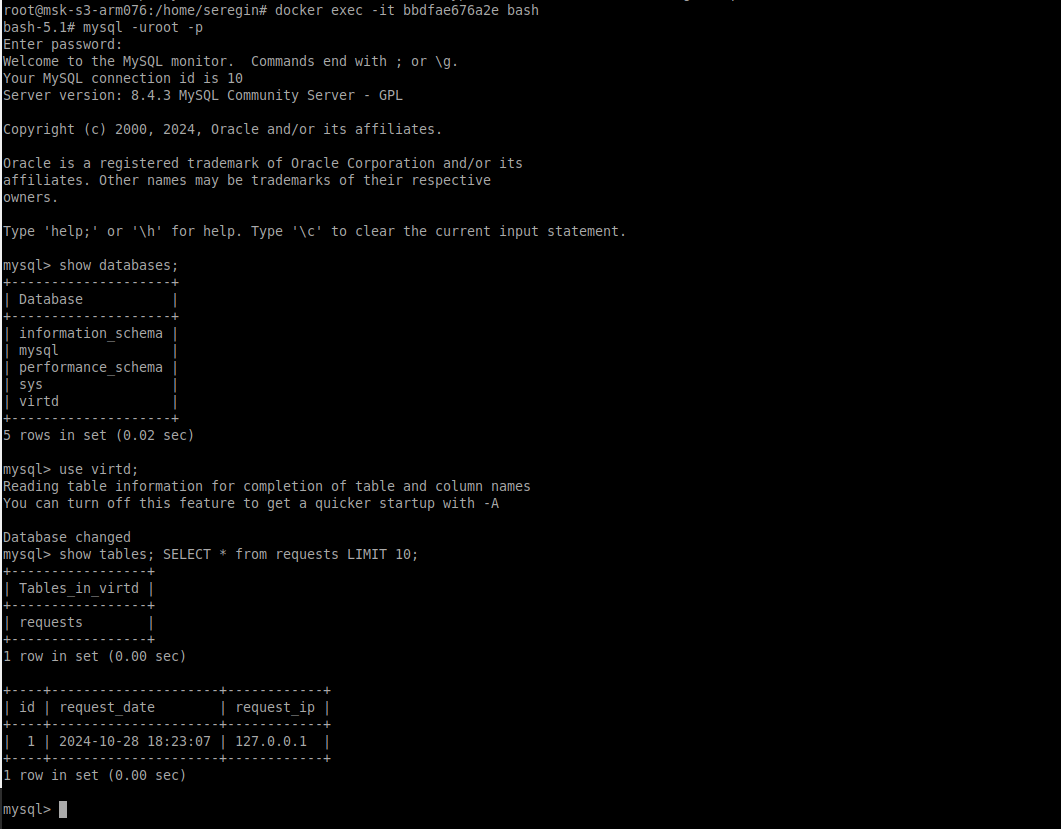 root@msk-s3-arm076:/home/seregin# docker exec -it bbdfae676a2e bash
bash-5.1# mysql -uroot -p
Enter password:
Welcome to the MySQL monitor.  Commands end with ; or \g.
Your MySQL connection id is 10
Server version: 8.4.3 MySQL Community Server - GPL

Copyright (c) 2000, 2024, Oracle and/or its affiliates.

Oracle is a registered trademark of Oracle Corporation and/or its
affiliates. Other names may be trademarks of their respective
owners.

Type 'help;' or '\h' for help. Type '\c' to clear the current input statement.

mysql> show databases;
+--------------------+
| Database           |
+--------------------+
| information_schema |
| mysql              |
| performance_schema |
| sys                |
| virtd              |
+--------------------+
5 rows in set (0.02 sec)

mysql> use virtd;
Reading table information for completion of table and column names
You can turn off this feature to get a quicker startup with -A

Database changed
mysql> show tables; SELECT * from requests LIMIT 10;
+-----------------+
| Tables_in_virtd |
+-----------------+
| requests        |
+-----------------+
1 row in set (0.00 sec)

+----+---------------------+------------+
| id | request_date        | request_ip |
+----+---------------------+------------+
|  1 | 2024-10-28 18:23:07 | 127.0.0.1  |
+----+---------------------+------------+
1 row in set (0.00 sec)

mysql>